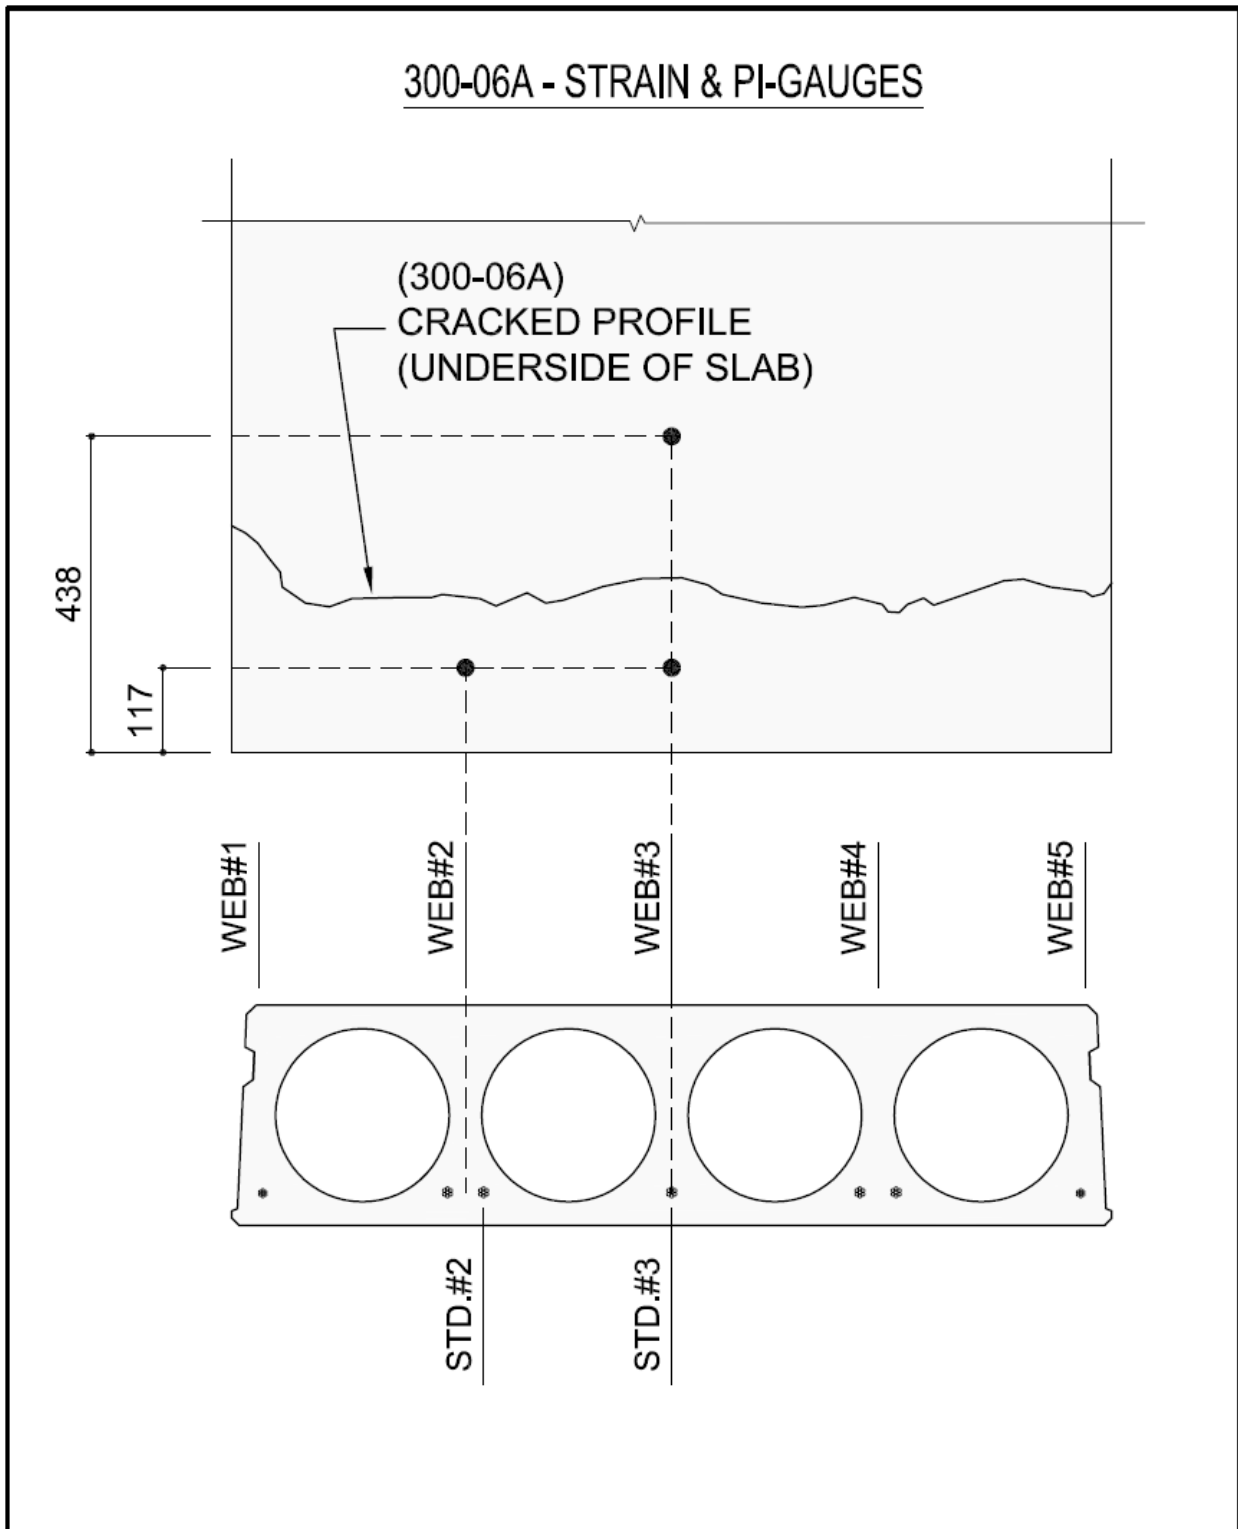 300-06A - STRAIN & PI-GAUGES
(300-06A)
CRACKED PROFILE
(UNDERSIDE OF SLAB)
438
117
WEB#1
WEB#2
WEB#3
WEB#4
WEB#5
STD.#2
STD.#3